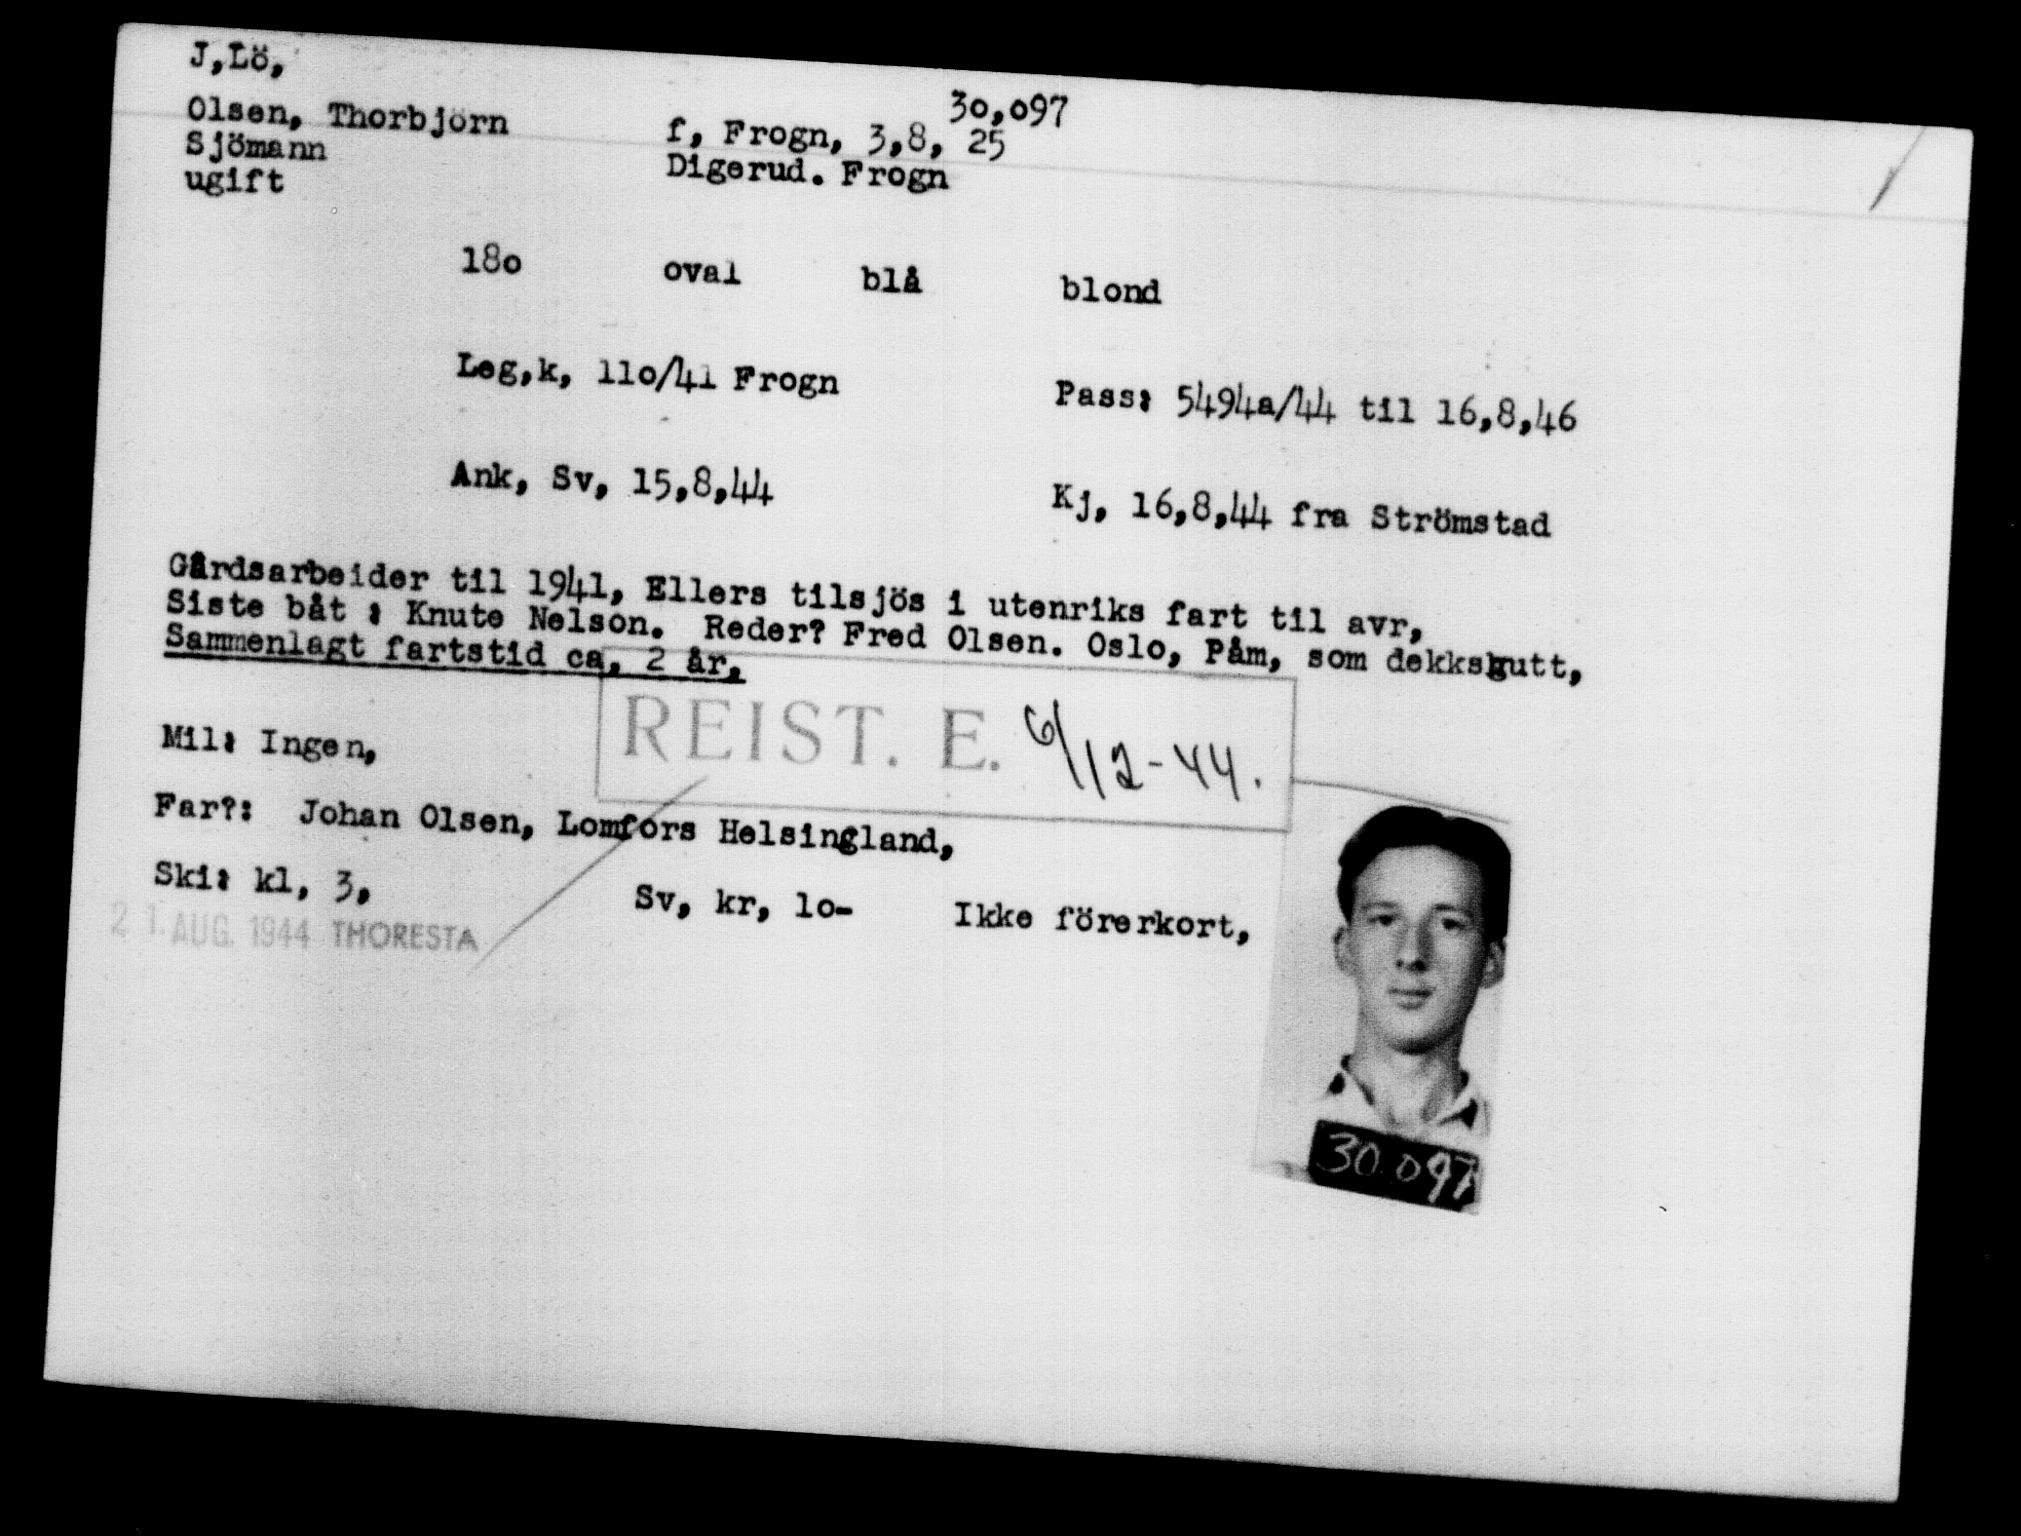 J,Lö,
30,097
Olsen, Thorbjörn f, Frogn, 3,8, 25
Sjömann Digerud. Frogn
ugift
18o oval blå blond
Leg,k, 11o/41 Frogn Pass: 5494a/44 til 16,8,46
Ank, Sv, 15,8,44 Kj, 16,8,44 fra Strömstad
Gårdsarbeider til 1941, Ellers tilsjös i utenriks fart til avr,
Siste båt : Knute Nelson. Reder? Fred Olsen. Oslo, Påm, som dekksgutt,
Sammenlagt fartstid ca, 2 år,
REIST. E. 6/12-44.
Mil: Ingen,
Far?: Johan Olsen, Lomfors Helsingland,
Ski: kl, 3, Sv, kr, 1o- Ikke förerkort,
21. AUG. 1944 THORESTA
30.097